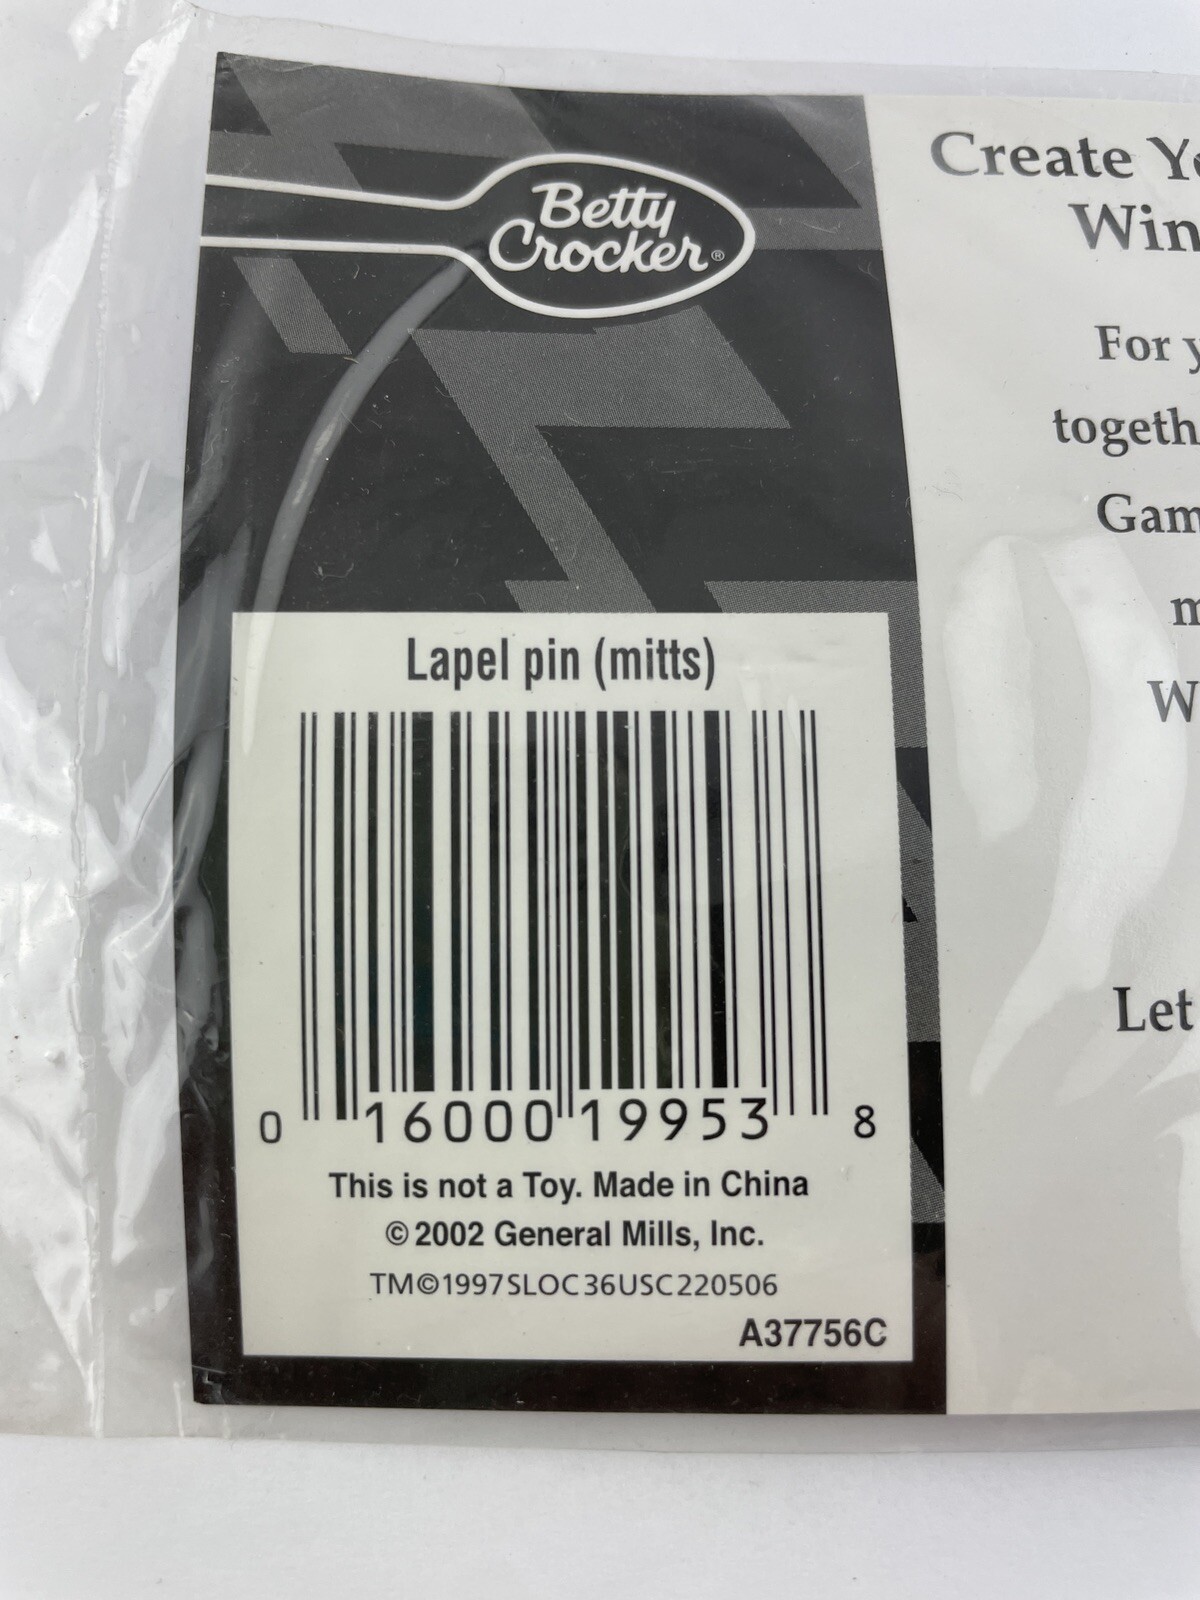 Betty
Crocker®
Create
Win
For
togeth
Gam
m
W
Let
Lapel pin (mitts)
0 16000 19953 8
This is not a Toy. Made in China
© 2002 General Mills, Inc.
TM©1997SLOC36USC220506
A37756C